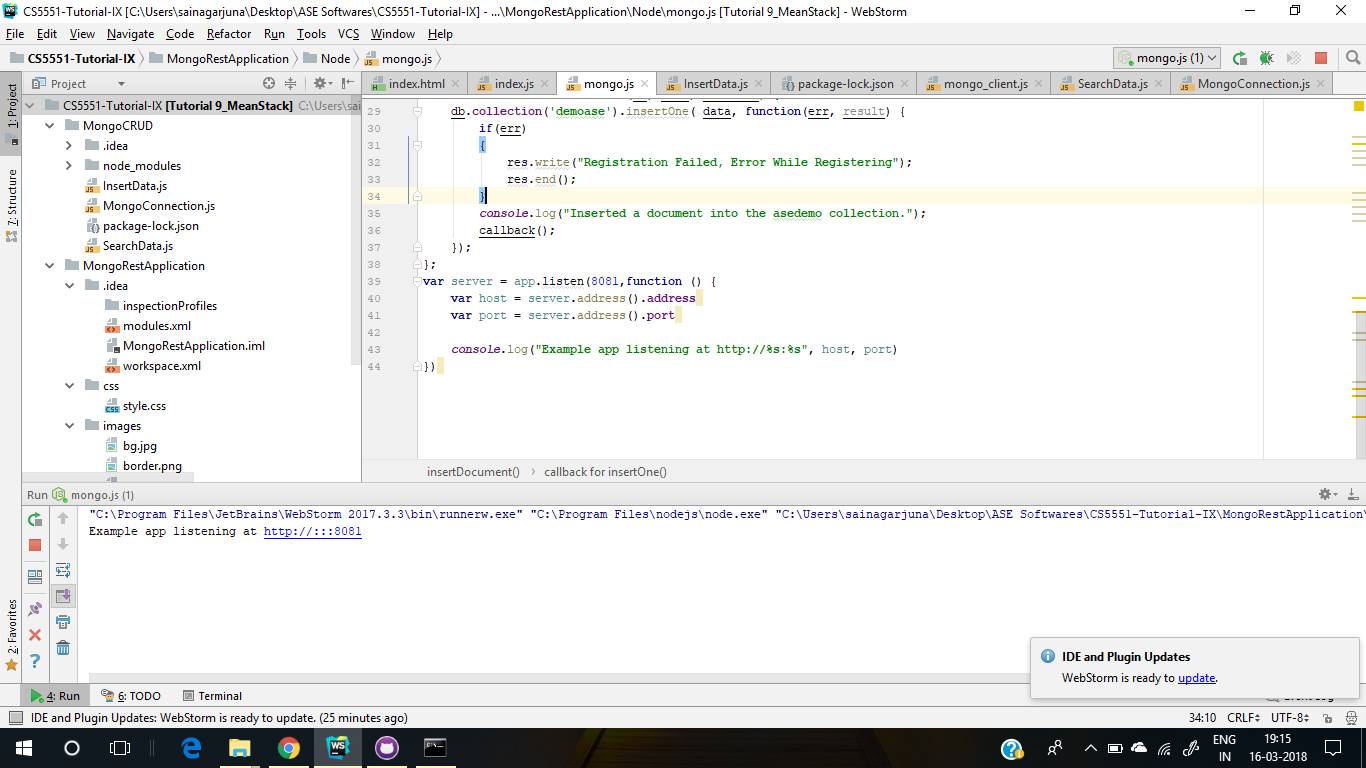 CS5551-Tutorial-IX [C:\Users\sainagarjuna\Desktop\ASE Softwares\CS5551-Tutorial-IX] - ...\MongoRestApplication\Node\mongo.js [Tutorial 9_MeanStack] - WebStorm
File Edit View Navigate Code Refactor Run Tools VCS Window Help
CS5551-Tutorial-IX MongoRestApplication Node mongo.js mongo.js (1)
Project index.html index.js mongo.js InsertData.js package-lock.json mongo_client.js SearchData.js MongoConnection.js
1: Project
7: Structure
2: Favorites
CS5551-Tutorial-IX [Tutorial 9_MeanStack] C:\Users\sai
MongoCRUD
.idea
node_modules
InsertData.js
MongoConnection.js
package-lock.json
SearchData.js
MongoRestApplication
.idea
inspectionProfiles
modules.xml
MongoRestApplication.iml
workspace.xml
css
style.css
images
bg.jpg
border.png
29 db.collection('demoase').insertOne( data, function(err, result) {
30 if(err)
31 {
32 res.write("Registration Failed, Error While Registering");
33 res.end();
34 }
35 console.log("Inserted a document into the asedemo collection.");
36 callback();
37 });
38 };
39 var server = app.listen(8081,function () {
40 var host = server.address().address
41 var port = server.address().port
42
43 console.log("Example app listening at http://%s:%s", host, port)
44 })
insertDocument() callback for insertOne()
Run mongo.js (1)
"C:\Program Files\JetBrains\WebStorm 2017.3.3\bin\runnerw.exe" "C:\Program Files\nodejs\node.exe" "C:\Users\sainagarjuna\Desktop\ASE Softwares\CS5551-Tutorial-IX\MongoRestApplication\
Example app listening at http://:::8081
IDE and Plugin Updates
WebStorm is ready to update.
4: Run 6: TODO Terminal
IDE and Plugin Updates: WebStorm is ready to update. (25 minutes ago) 34:10 CRLF UTF-8
ENG 19:15
IN 16-03-2018